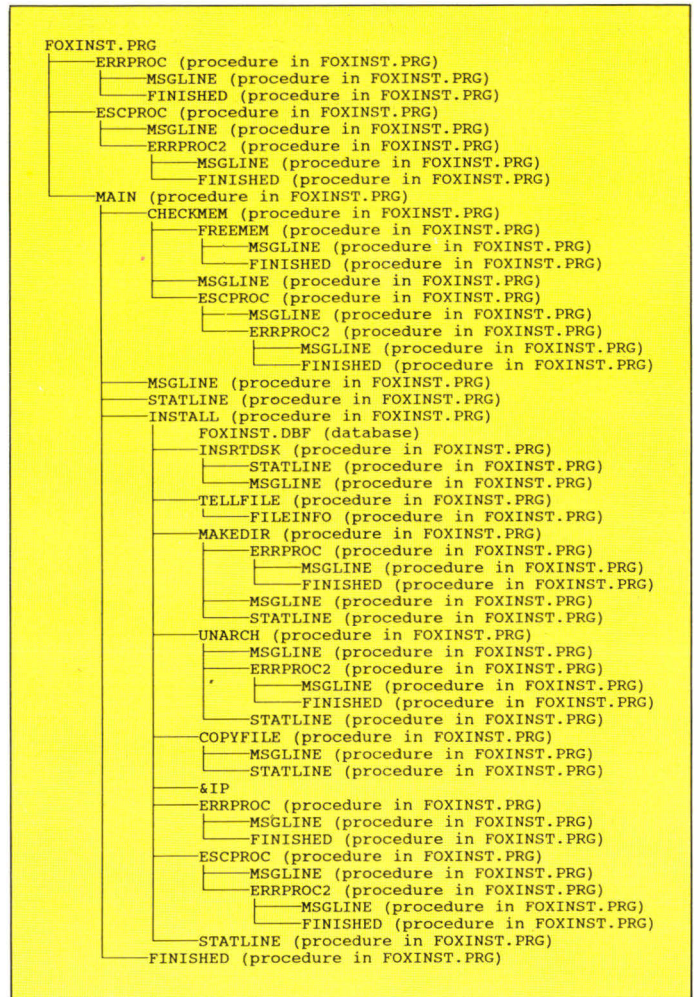 FOXINST.PRG
ERRPROC (procedure in FOXINST.PRG)
MSGLINE (procedure in FOXINST.PRG)
FINISHED (procedure in FOXINST.PRG)
ESCPROC (procedure in FOXINST.PRG)
MSGLINE (procedure in FOXINST.PRG)
ERRPROC2 (procedure in FOXINST.PRG)
MSGLINE (procedure in FOXINST.PRG)
FINISHED (procedure in FOXINST.PRG)
MAIN (procedure in FOXINST.PRG)
CHECKMEM (procedure in FOXINST.PRG)
FREEMEM (procedure in FOXINST.PRG)
MSGLINE (procedure in FOXINST.PRG)
FINISHED (procedure in FOXINST.PRG)
MSGLINE (procedure in FOXINST.PRG)
ESCPROC (procedure in FOXINST.PRG)
MSGLINE (procedure in FOXINST.PRG)
ERRPROC2 (procedure in FOXINST.PRG)
MSGLINE (procedure in FOXINST.PRG)
FINISHED (procedure in FOXINST.PRG)
MSGLINE (procedure in FOXINST.PRG)
STATLINE (procedure in FOXINST.PRG)
INSTALL (procedure in FOXINST.PRG)
FOXINST.DBF (database)
INSRTDSK (procedure in FOXINST.PRG)
STATLINE (procedure in FOXINST.PRG)
MSGLINE (procedure in FOXINST.PRG)
TELLFILE (procedure in FOXINST.PRG)
FILEINFO (procedure in FOXINST.PRG)
MAKEDIR (procedure in FOXINST.PRG)
ERRPROC (procedure in FOXINST.PRG)
MSGLINE (procedure in FOXINST.PRG)
FINISHED (procedure in FOXINST.PRG)
MSGLINE (procedure in FOXINST.PRG)
STATLINE (procedure in FOXINST.PRG)
UNARCH (procedure in FOXINST.PRG)
MSGLINE (procedure in FOXINST.PRG)
ERRPROC2 (procedure in FOXINST.PRG)
MSGLINE (procedure in FOXINST.PRG)
FINISHED (procedure in FOXINST.PRG)
STATLINE (procedure in FOXINST.PRG)
COPYFILE (procedure in FOXINST.PRG)
MSGLINE (procedure in FOXINST.PRG)
STATLINE (procedure in FOXINST.PRG)
&IP
ERRPROC (procedure in FOXINST.PRG)
MSGLINE (procedure in FOXINST.PRG)
FINISHED (procedure in FOXINST.PRG)
ESCPROC (procedure in FOXINST.PRG)
MSGLINE (procedure in FOXINST.PRG)
ERRPROC2 (procedure in FOXINST.PRG)
MSGLINE (procedure in FOXINST.PRG)
FINISHED (procedure in FOXINST.PRG)
STATLINE (procedure in FOXINST.PRG)
FINISHED (procedure in FOXINST.PRG)